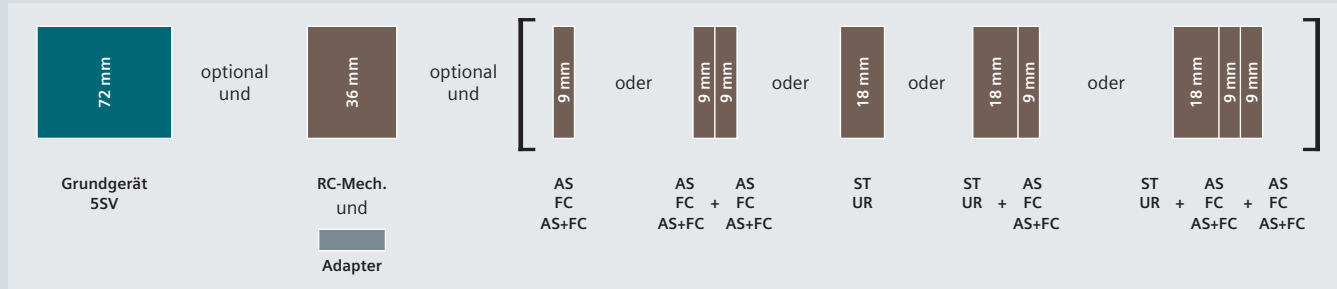 72 mm
optional
und
36 mm
optional
und
9 mm
oder
9 mm
9 mm
oder
18 mm
oder
18 mm
9 mm
oder
18 mm
9 mm
9 mm
Grundgerät
5SV
RC-Mech.
und
Adapter
AS
FC
AS+FC
AS AS
FC + FC
AS+FC AS+FC
ST
UR
ST AS
UR + FC
AS+FC
ST AS AS
UR + FC + FC
AS+FC AS+FC